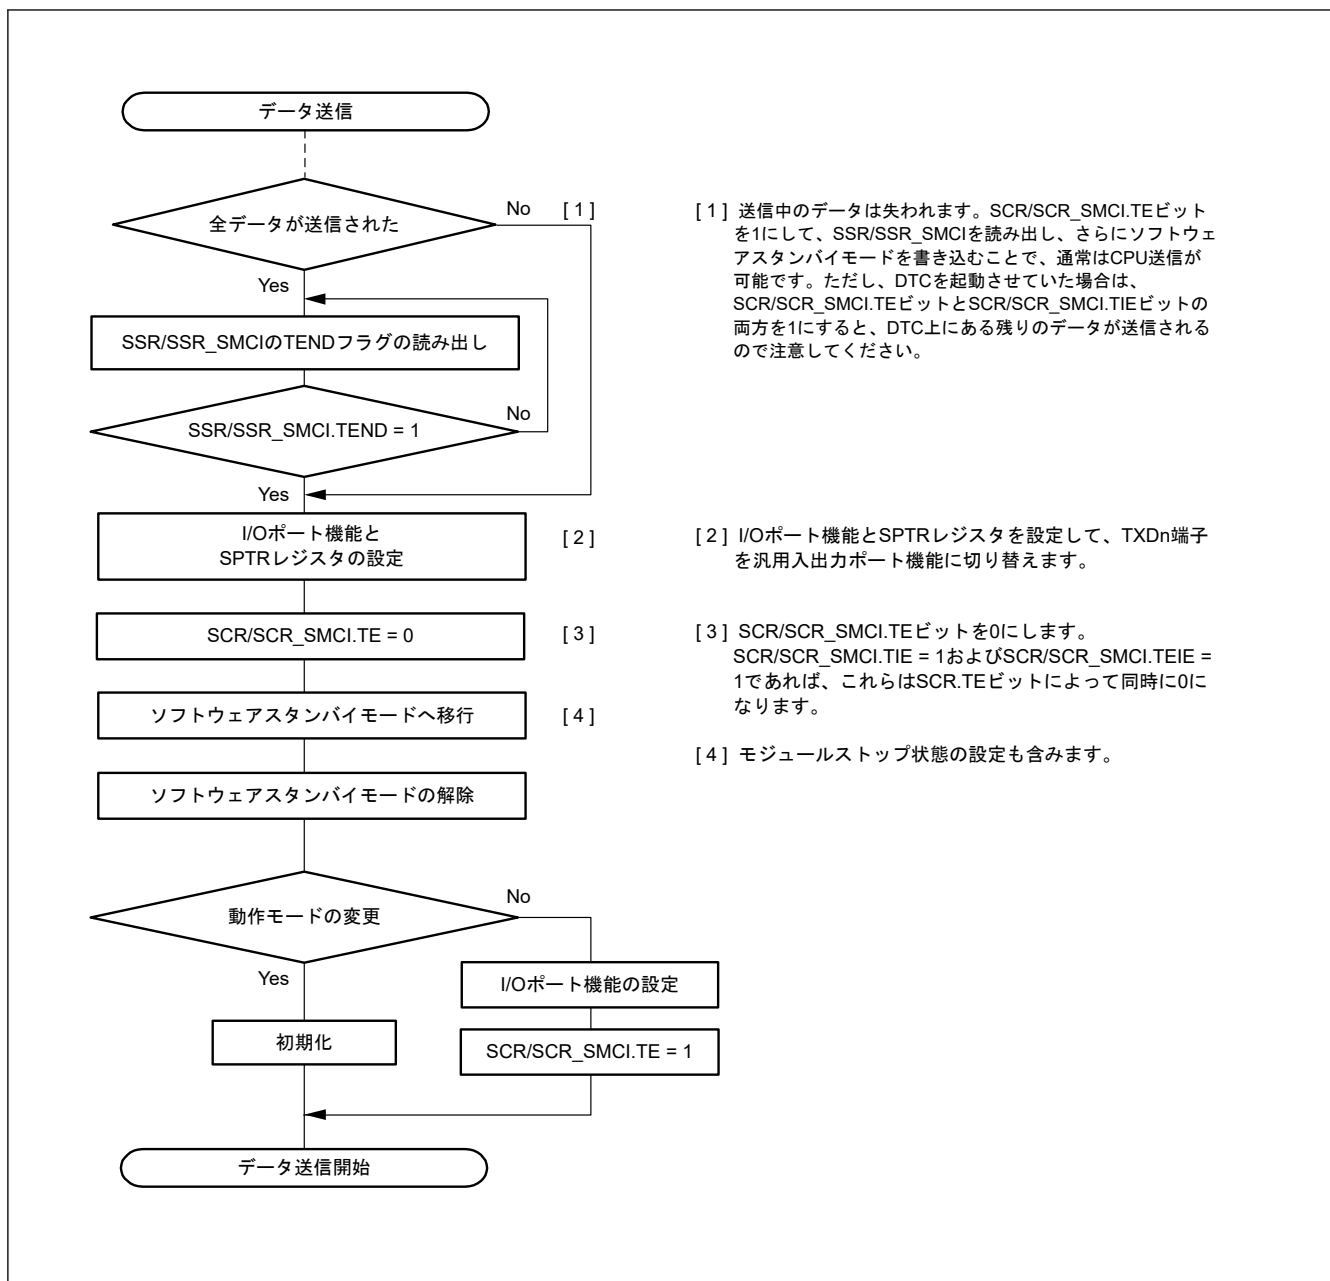 データ送信
全データが送信された
No
[ 1 ]
Yes
SSR/SSR_SMCIのTENDフラグの読み出し
SSR/SSR_SMCI.TEND = 1
No
Yes
I/Oポート機能と
SPTRレジスタの設定
[ 2 ]
SCR/SCR_SMCI.TE = 0
[ 3 ]
ソフトウェアスタンバイモードへ移行
[ 4 ]
ソフトウェアスタンバイモードの解除
動作モードの変更
No
Yes
I/Oポート機能の設定
初期化
SCR/SCR_SMCI.TE = 1
データ送信開始
[ 1 ] 送信中のデータは失われます。SCR/SCR_SMCI.TEビット
を1にして、SSR/SSR_SMCIを読み出し、さらにソフトウェ
アスタンバイモードを書き込むことで、通常はCPU送信が
可能です。ただし、DTCを起動させていた場合は、
SCR/SCR_SMCI.TEビットとSCR/SCR_SMCI.TIEビットの
両方を1にすると、DTC上にある残りのデータが送信される
ので注意してください。
[ 2 ] I/Oポート機能とSPTRレジスタを設定して、TXDn端子
を汎用入出力ポート機能に切り替えます。
[ 3 ] SCR/SCR_SMCI.TEビットを0にします。
SCR/SCR_SMCI.TIE = 1およびSCR/SCR_SMCI.TEIE =
1であれば、これらはSCR.TEビットによって同時に0に
なります。
[ 4 ] モジュールストップ状態の設定も含みます。